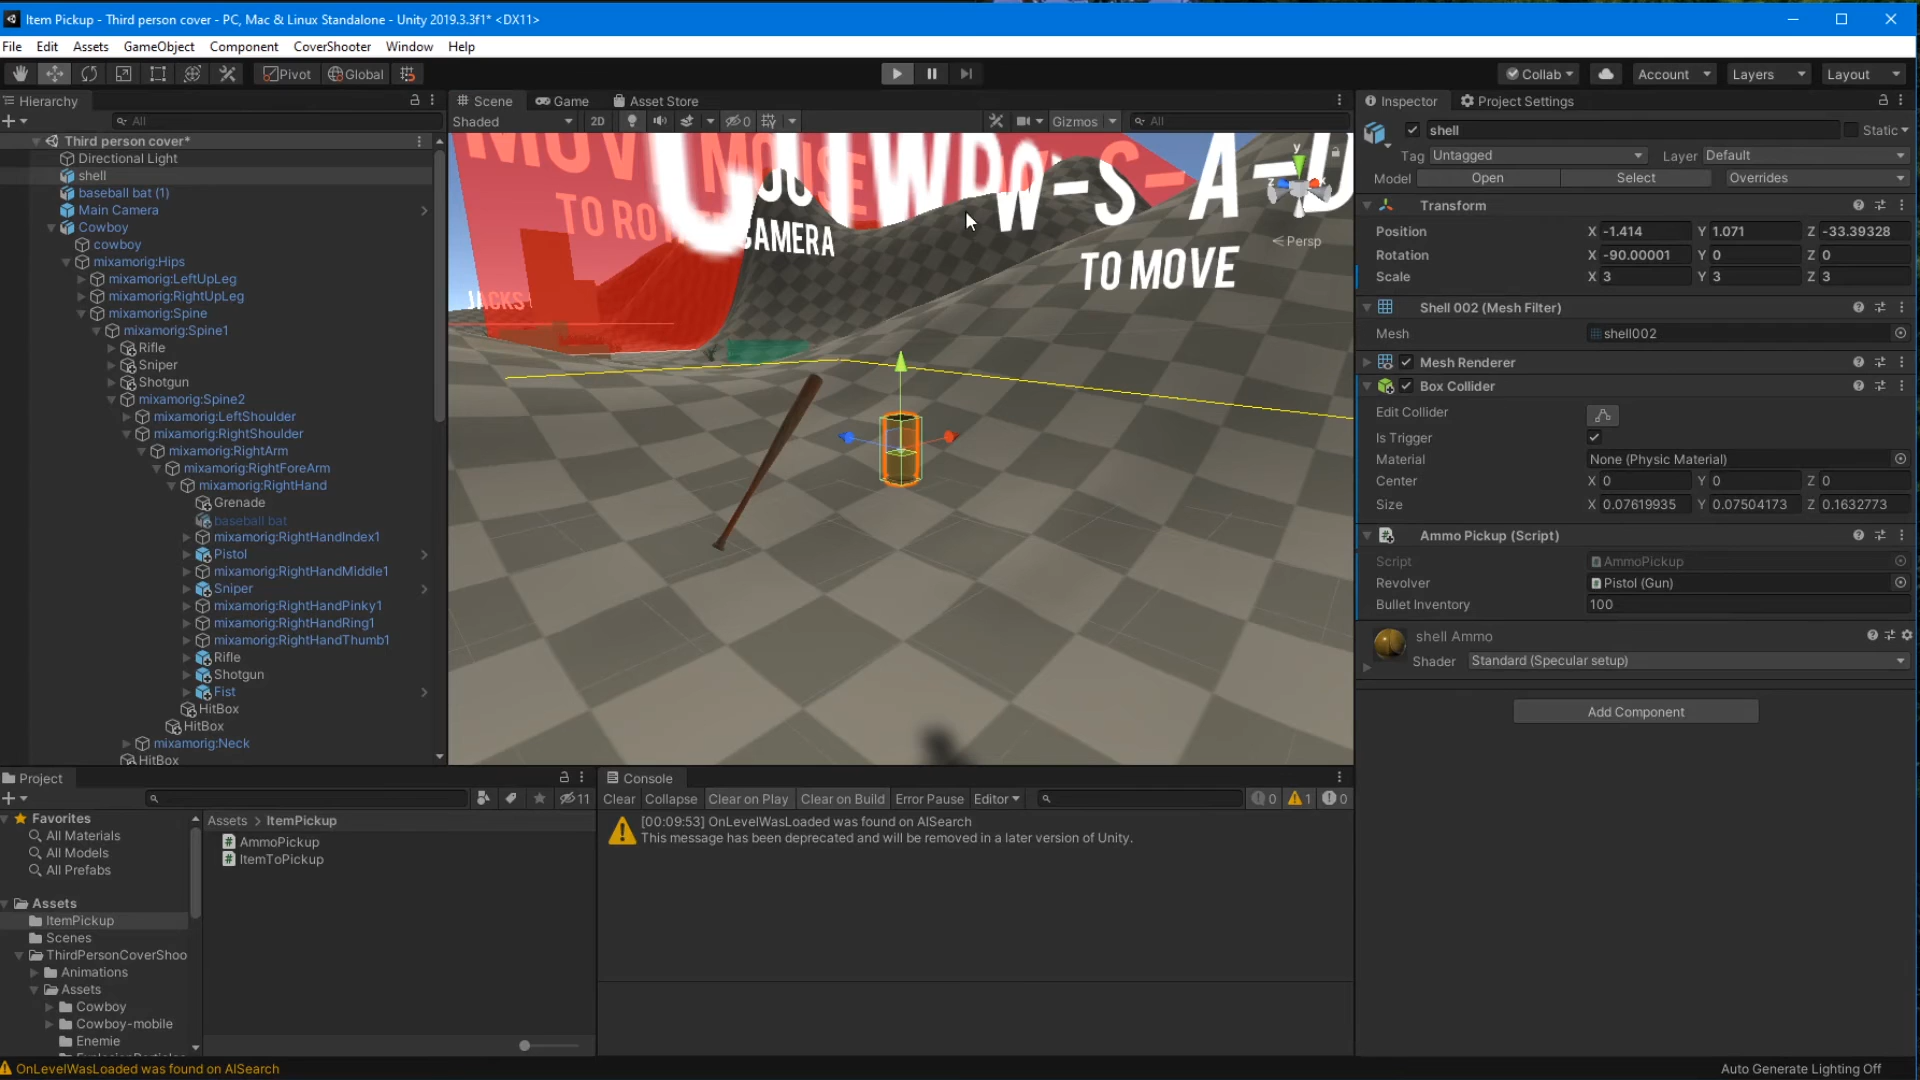 Item Pickup - Third person cover - PC, Mac & Linux Standalone - Unity 2019.3.3f1* <DX11>
File Edit Assets GameObject Component CoverShooter Window Help
Pivot Global Collab Account Layers Layout
Hierarchy
All
Third person cover*
Directional Light
shell
baseball bat (1)
Main Camera
Cowboy
cowboy
mixamorig:Hips
mixamorig:LeftUpLeg
mixamorig:RightUpLeg
mixamorig:Spine
mixamorig:Spine1
Rifle
Sniper
Shotgun
mixamorig:Spine2
mixamorig:LeftShoulder
mixamorig:RightShoulder
mixamorig:RightArm
mixamorig:RightForeArm
mixamorig:RightHand
Grenade
baseball bat
mixamorig:RightHandIndex1
Pistol
mixamorig:RightHandMiddle1
Sniper
mixamorig:RightHandPinky1
mixamorig:RightHandRing1
mixamorig:RightHandThumb1
Rifle
Shotgun
Fist
HitBox
HitBox
mixamorig:Neck
HitBox
Scene Game Asset Store
Shaded 2D 0 Gizmos All
MOUSE
W-S-A-D
TO ROT
CAMERA
TO MOVE
JACKS
y
x
z
Persp
Inspector Project Settings
shell Static
Tag Untagged Layer Default
Model Open Select Overrides
Transform
Position X -1.414 Y 1.071 Z -33.39328
Rotation X -90.00001 Y 0 Z 0
Scale X 3 Y 3 Z 3
Shell 002 (Mesh Filter)
Mesh shell002
Mesh Renderer
Box Collider
Edit Collider
Is Trigger
Material None (Physic Material)
Center X 0 Y 0 Z 0
Size X 0.07619935 Y 0.07504173 Z 0.1632773
Ammo Pickup (Script)
Script AmmoPickup
Revolver Pistol (Gun)
Bullet Inventory 100
shell Ammo
Shader Standard (Specular setup)
Add Component
Project
11
Favorites
All Materials
All Models
All Prefabs
Assets
ItemPickup
Scenes
ThirdPersonCoverShoo
Animations
Assets
Cowboy
Cowboy-mobile
Enemie
ExplosionParticles
Assets > ItemPickup
AmmoPickup
ItemToPickup
Console
Clear Collapse Clear on Play Clear on Build Error Pause Editor 0 1 0
[00:09:53] OnLevelWasLoaded was found on AISearch
This message has been deprecated and will be removed in a later version of Unity.
OnLevelWasLoaded was found on AISearch
Auto Generate Lighting Off